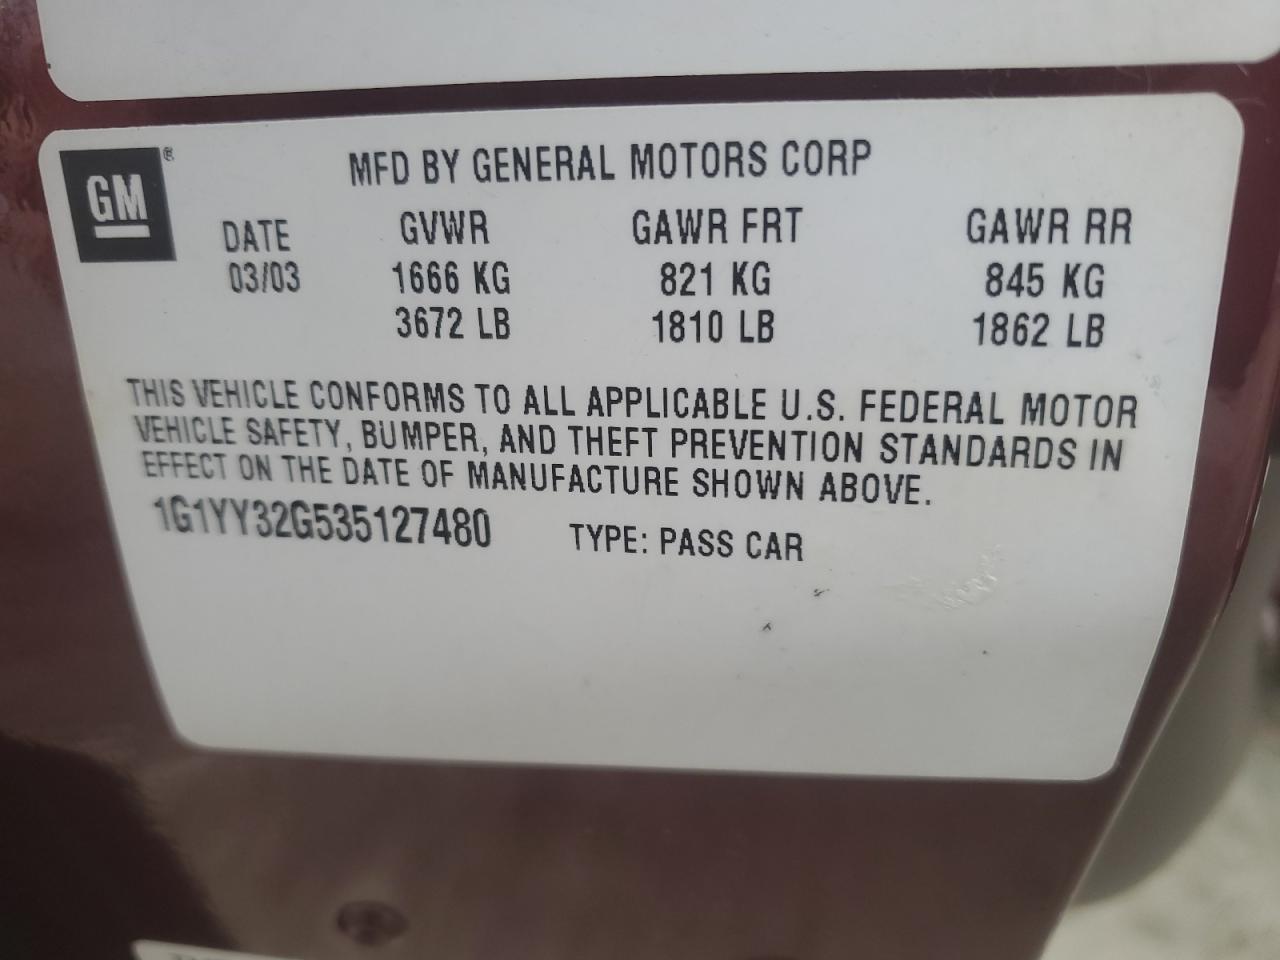 GM®
MFD BY GENERAL MOTORS CORP
DATE GVWR GAWR FRT GAWR RR
03/03 1666 KG 821 KG 845 KG
3672 LB 1810 LB 1862 LB
THIS VEHICLE CONFORMS TO ALL APPLICABLE U.S. FEDERAL MOTOR
VEHICLE SAFETY, BUMPER, AND THEFT PREVENTION STANDARDS IN
EFFECT ON THE DATE OF MANUFACTURE SHOWN ABOVE.
1G1YY32G535127480 TYPE: PASS CAR